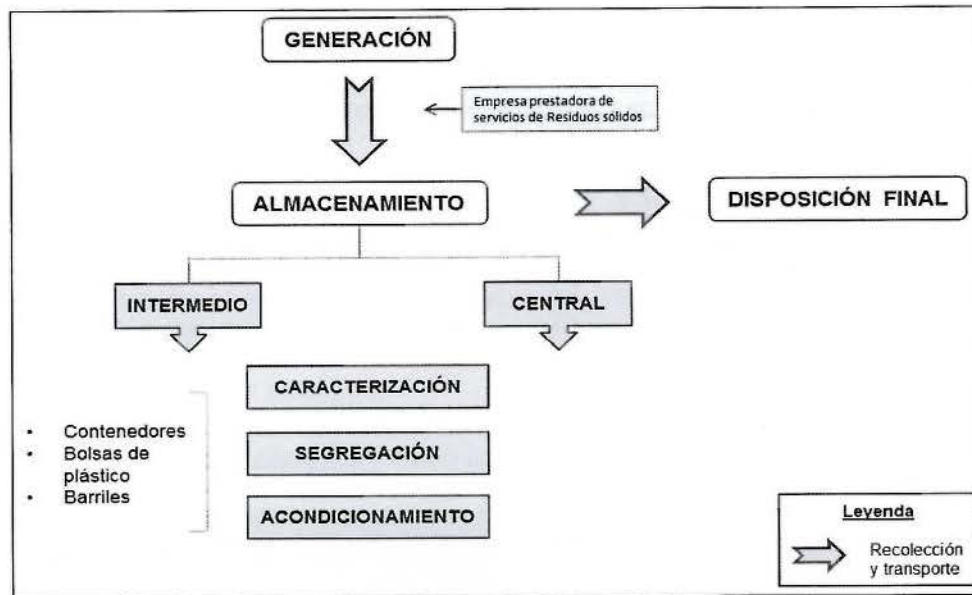 GENERACIÓN
Empresa prestadora de
servicios de Residuos sólidos
ALMACENAMIENTO
DISPOSICIÓN FINAL
INTERMEDIO
CENTRAL
CARACTERIZACIÓN
SEGREGACIÓN
ACONDICIONAMIENTO
• Contenedores
• Bolsas de
plástico
• Barriles
Leyenda
Recolección
y transporte